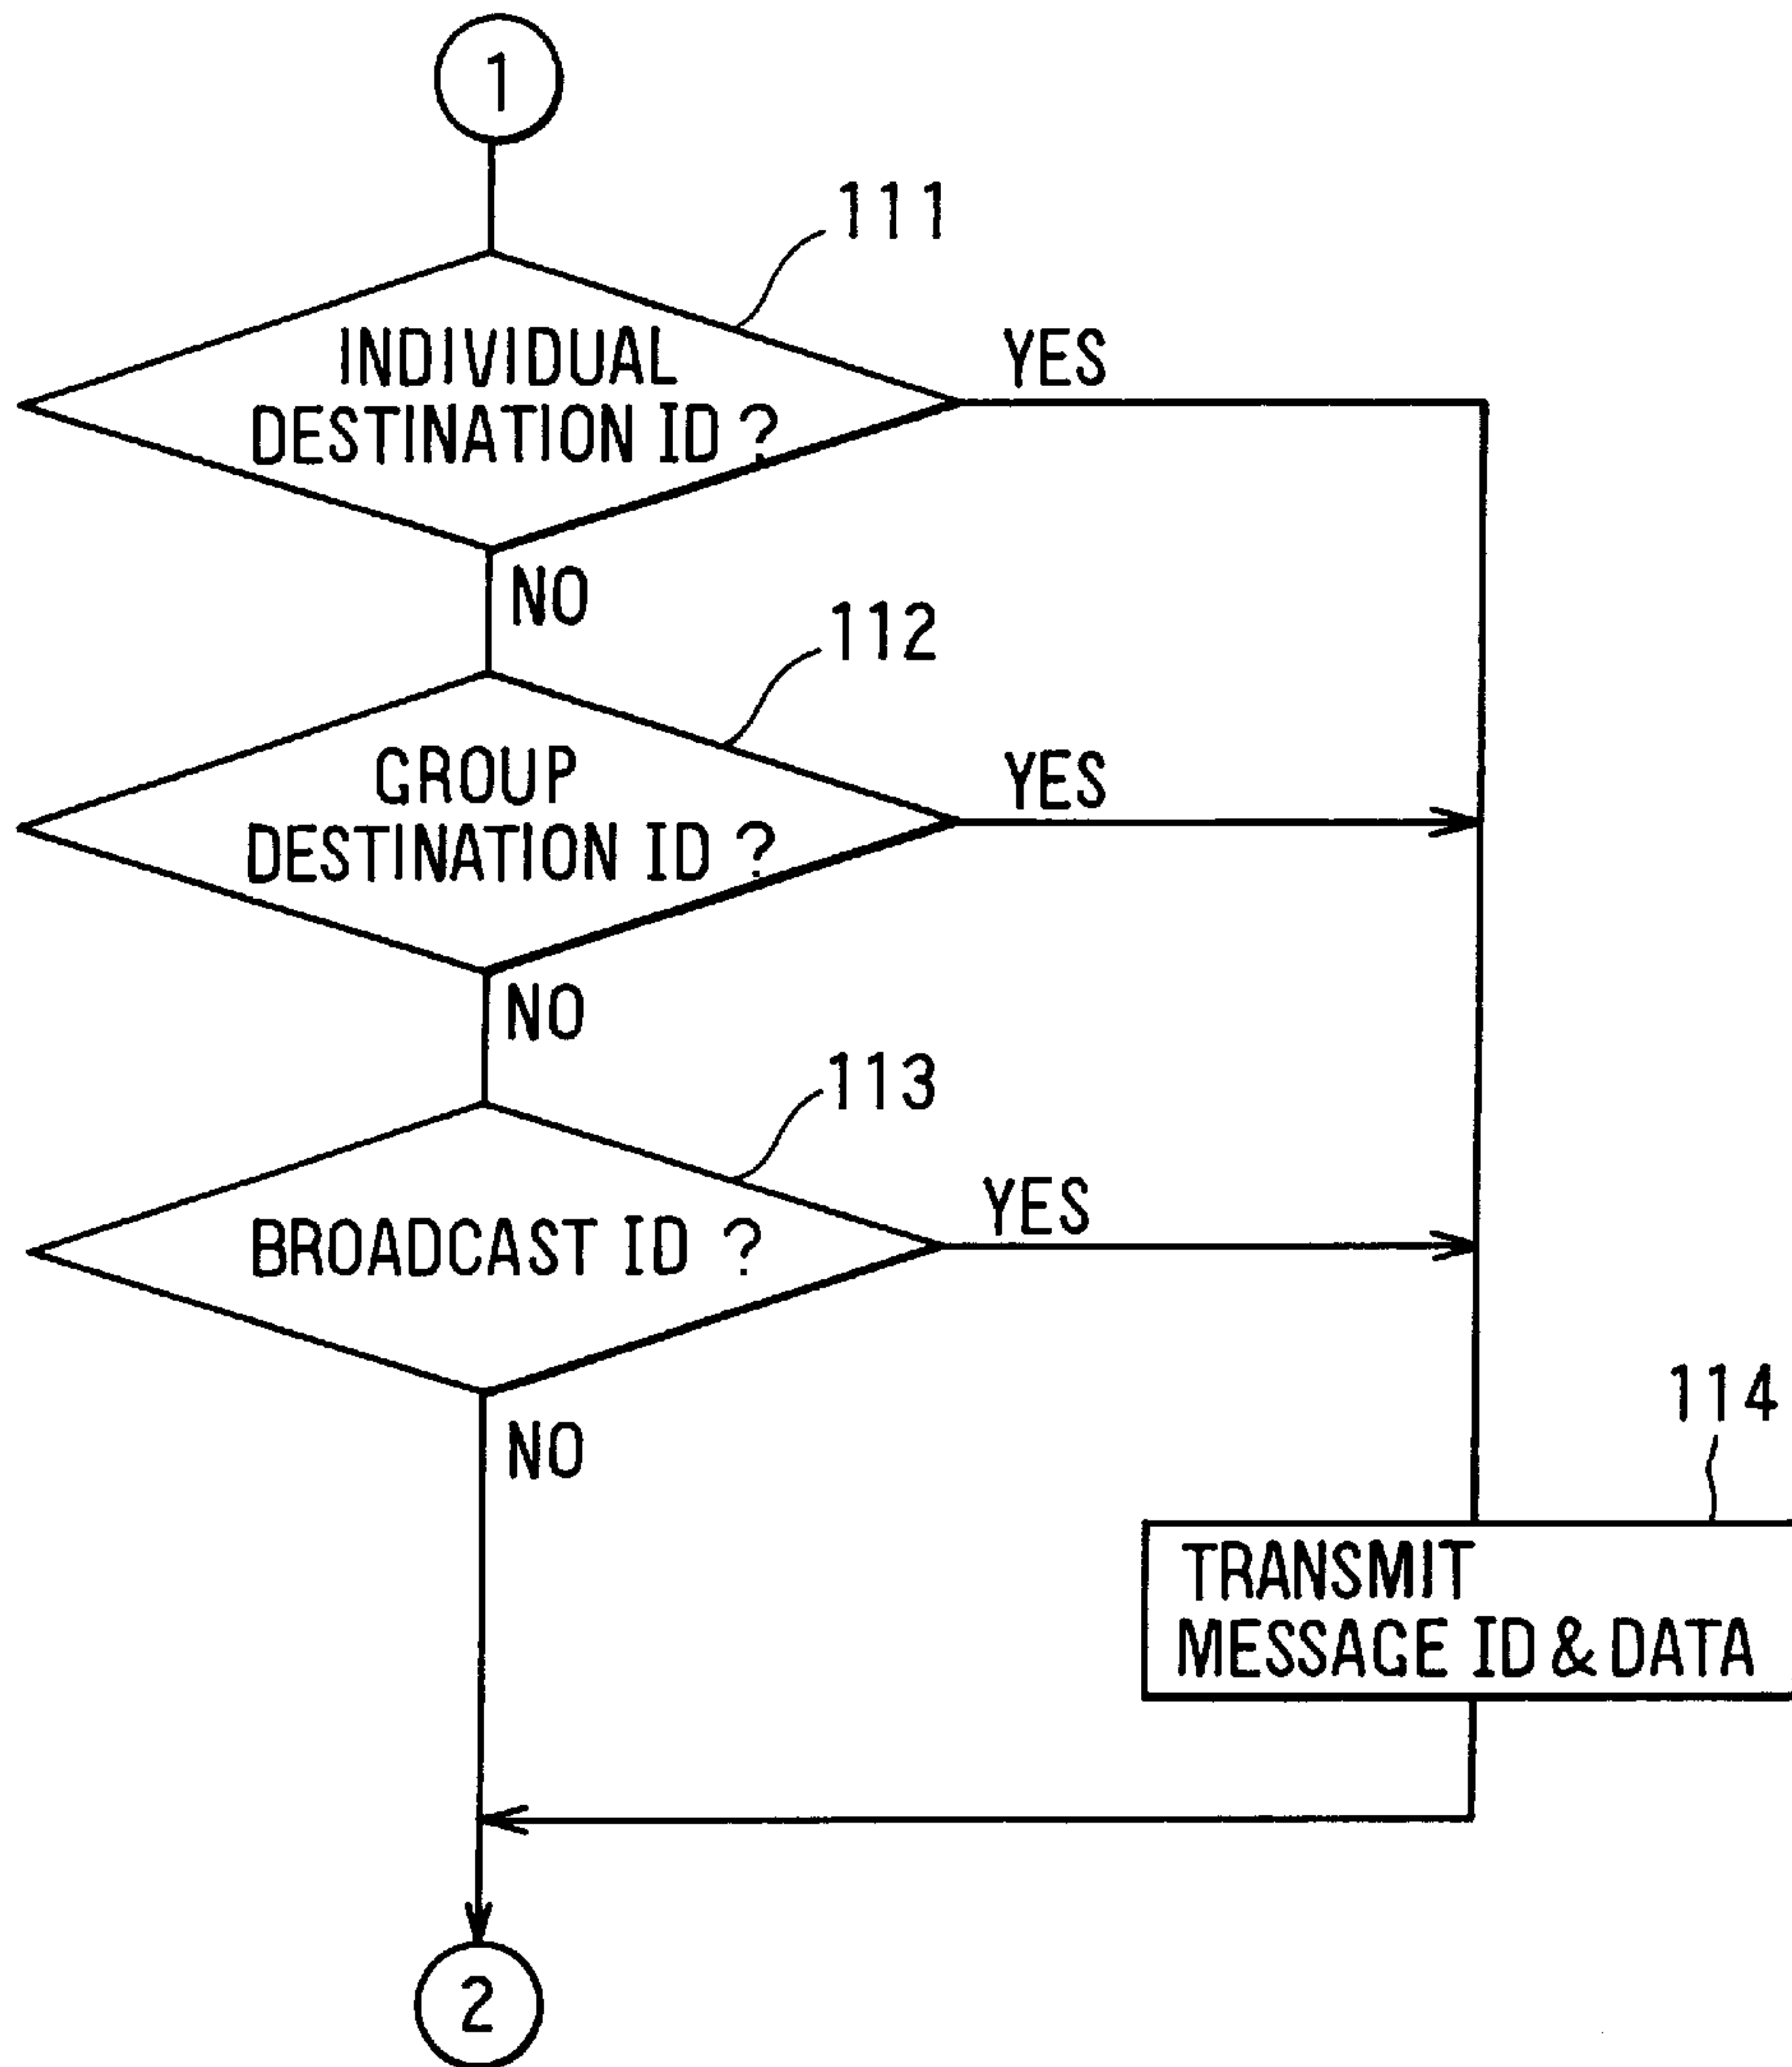 1
111
INDIVIDUAL
DESTINATION ID ?
YES
NO
112
GROUP
DESTINATION ID ?
YES
NO
113
BROADCAST ID ?
YES
NO
114
TRANSMIT
MESSAGE ID & DATA
2